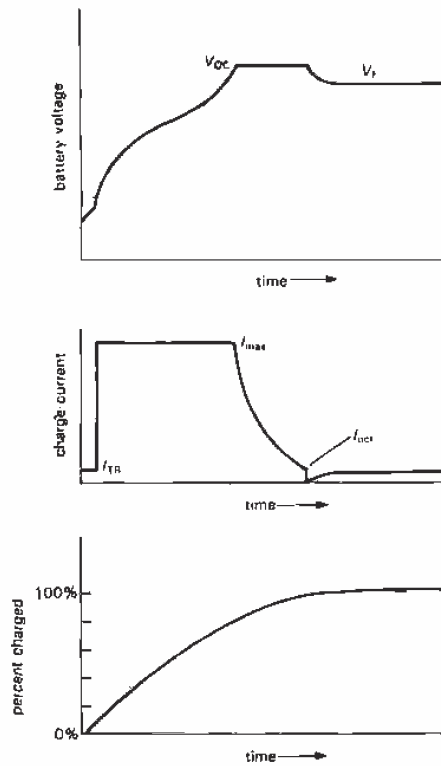 V_OC
V_F
battery voltage
time
I_max
charge current
I_oct
I_TR
time
100%
percent charged
0%
time